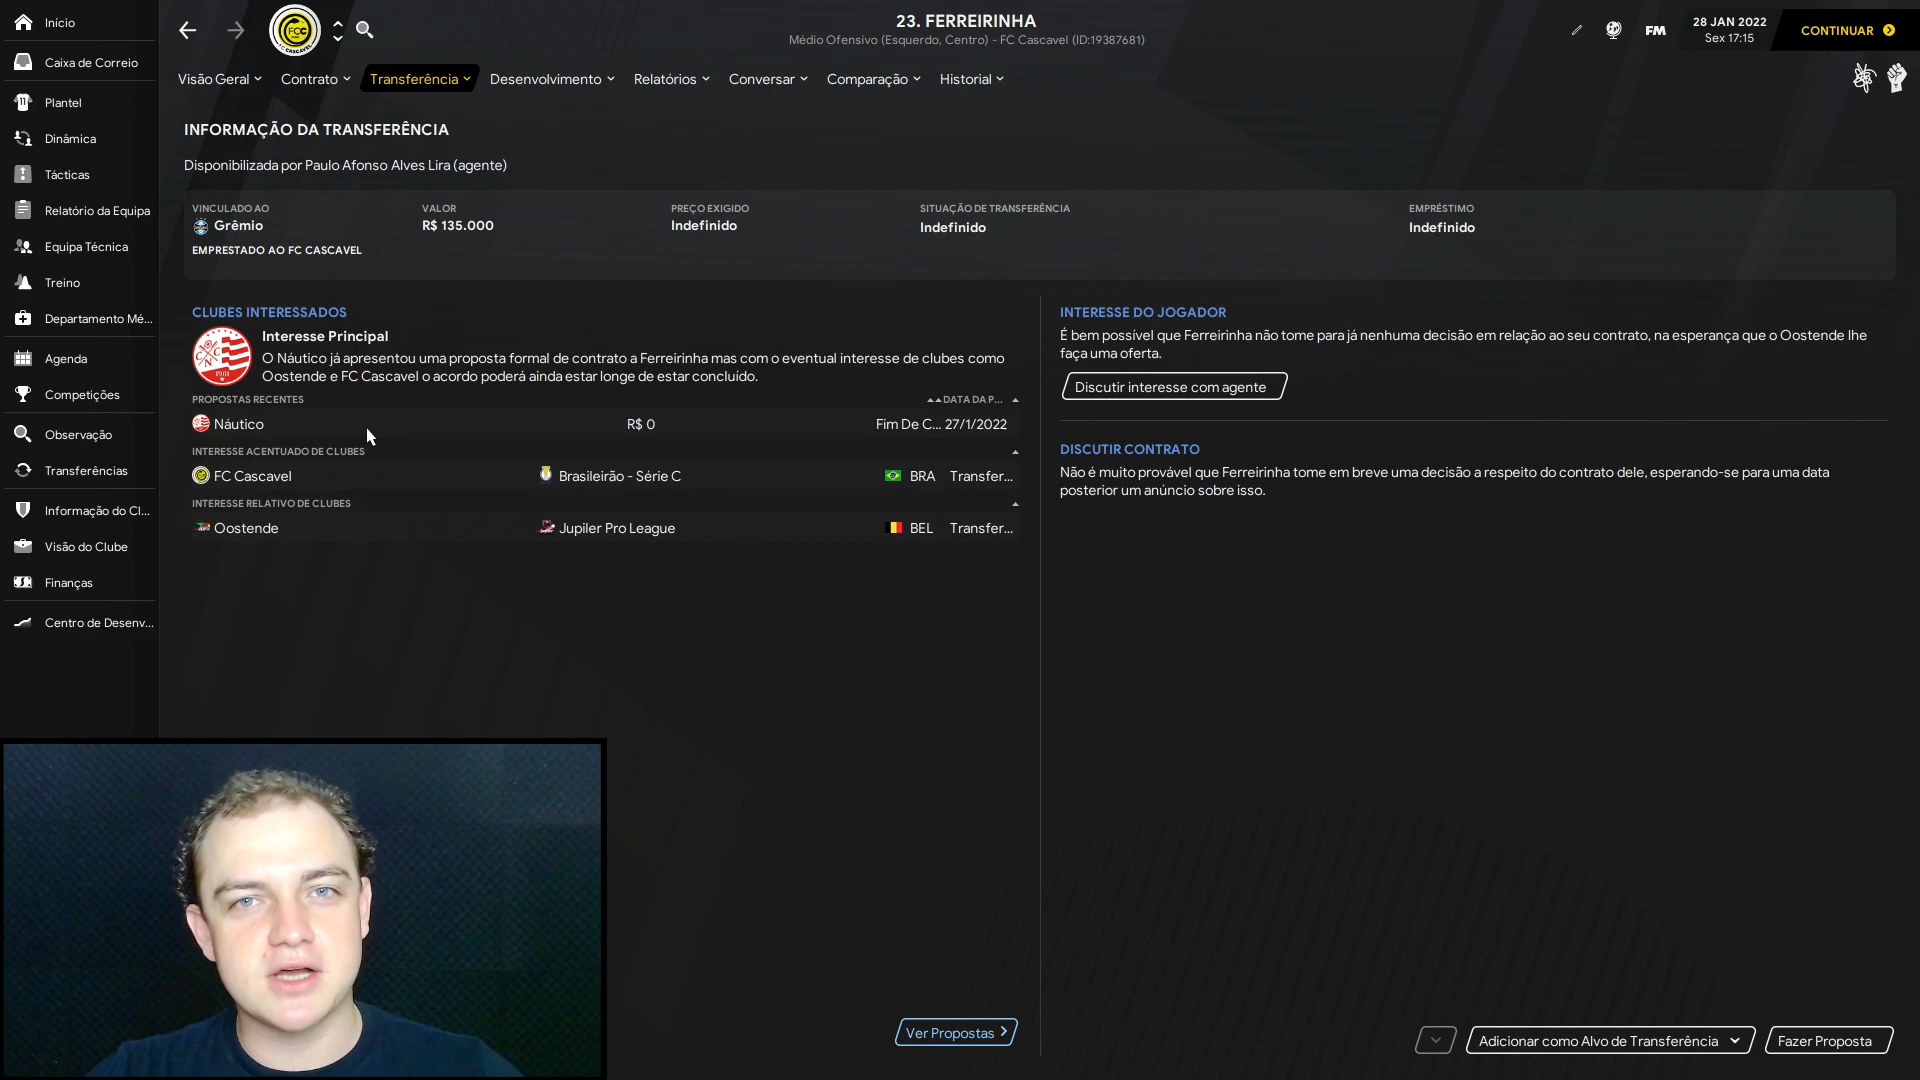 Início
Caixa de Correio
Plantel
Dinâmica
Tácticas
Relatório da Equipa
Equipa Técnica
Treino
Departamento Mé...
Agenda
Competições
Observação
Transferências
Informação do Cl...
Visão do Clube
Finanças
Centro de Desenv...
FCC
FC CASCAVEL
23. FERREIRINHA
Médio Ofensivo (Esquerdo, Centro) - FC Cascavel (ID:19387681)
FM
28 JAN 2022
Sex 17:15
CONTINUAR
Visão Geral
Contrato
Transferência
Desenvolvimento
Relatórios
Conversar
Comparação
Historial
INFORMAÇÃO DA TRANSFERÊNCIA
Disponibilizada por Paulo Afonso Alves Lira (agente)
VINCULADO AO
Grêmio
EMPRESTADO AO FC CASCAVEL
VALOR
R$ 135.000
PREÇO EXIGIDO
Indefinido
SITUAÇÃO DE TRANSFERÊNCIA
Indefinido
EMPRÉSTIMO
Indefinido
CLUBES INTERESSADOS
Interesse Principal
O Náutico já apresentou uma proposta formal de contrato a Ferreirinha mas com o eventual interesse de clubes como
Oostende e FC Cascavel o acordo poderá ainda estar longe de estar concluído.
PROPOSTAS RECENTES
DATA DA P...
Náutico R$ 0 Fim De C... 27/1/2022
INTERESSE ACENTUADO DE CLUBES
FC Cascavel Brasileirão - Série C BRA Transfer...
INTERESSE RELATIVO DE CLUBES
Oostende Jupiler Pro League BEL Transfer...
Ver Propostas
INTERESSE DO JOGADOR
É bem possível que Ferreirinha não tome para já nenhuma decisão em relação ao seu contrato, na esperança que o Oostende lhe
faça uma oferta.
Discutir interesse com agente
DISCUTIR CONTRATO
Não é muito provável que Ferreirinha tome em breve uma decisão a respeito do contrato dele, esperando-se para uma data
posterior um anúncio sobre isso.
Adicionar como Alvo de Transferência
Fazer Proposta